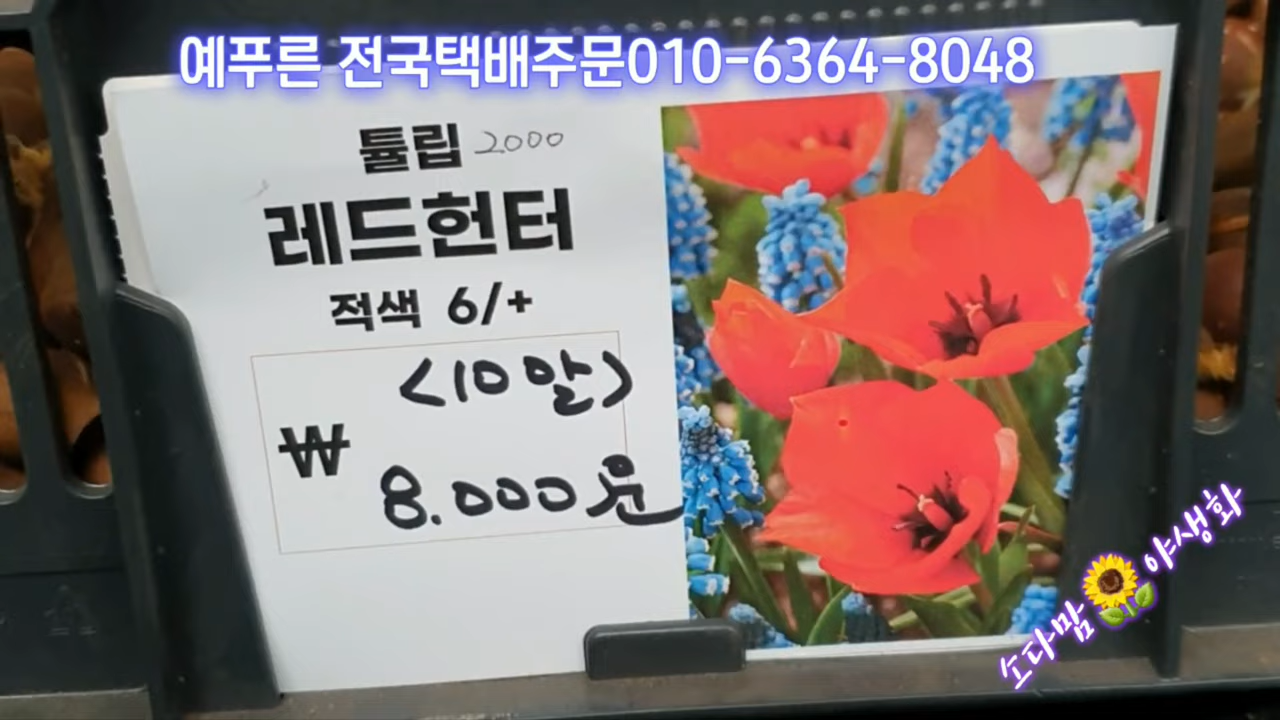 예푸른 전국택배주문010-6364-8048
튤립 2000
레드헌터
적색 6/+
<10알>
₩
8.000원
소다맘🌻야생화